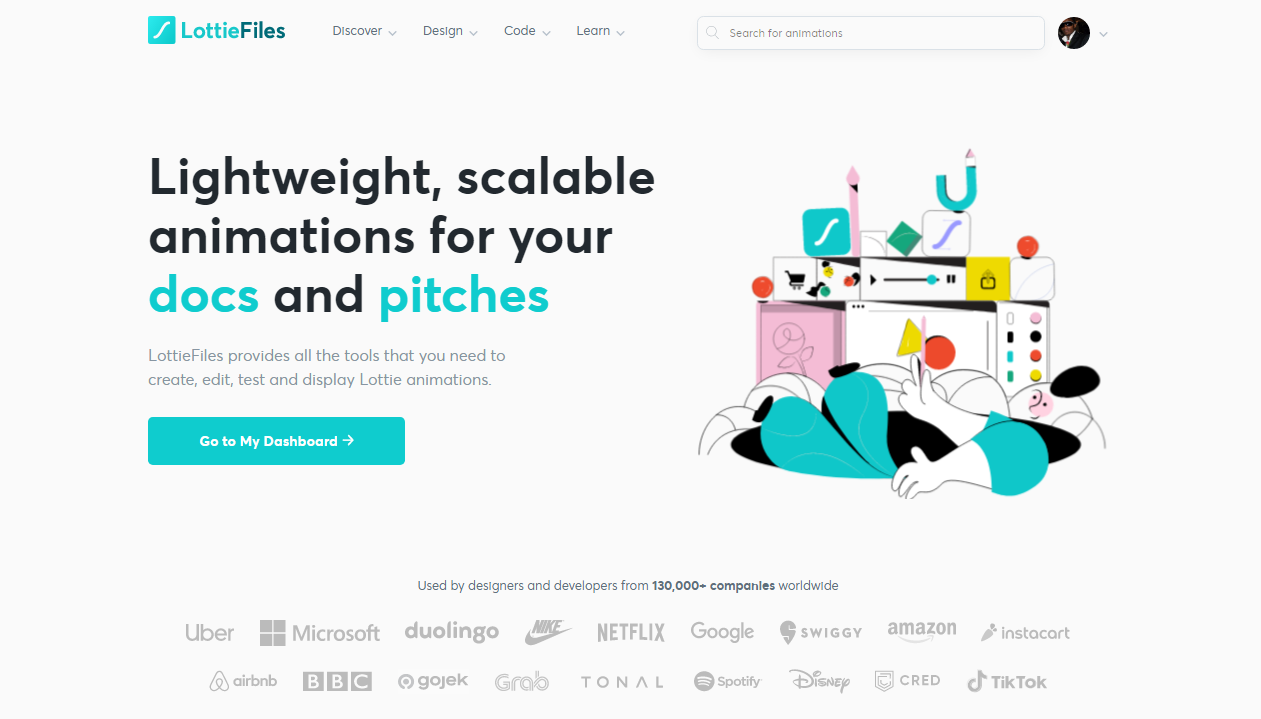 LottieFiles Discover Design Code Learn Search for animations
Lightweight, scalable
animations for your
docs and pitches
LottieFiles provides all the tools that you need to
create, edit, test and display Lottie animations.
Go to My Dashboard →
Used by designers and developers from 130,000+ companies worldwide
Uber Microsoft duolingo NIKE NETFLIX Google SWIGGY amazon instacart
airbnb BBC gojek Grab TONAL Spotify Disney CRED TikTok